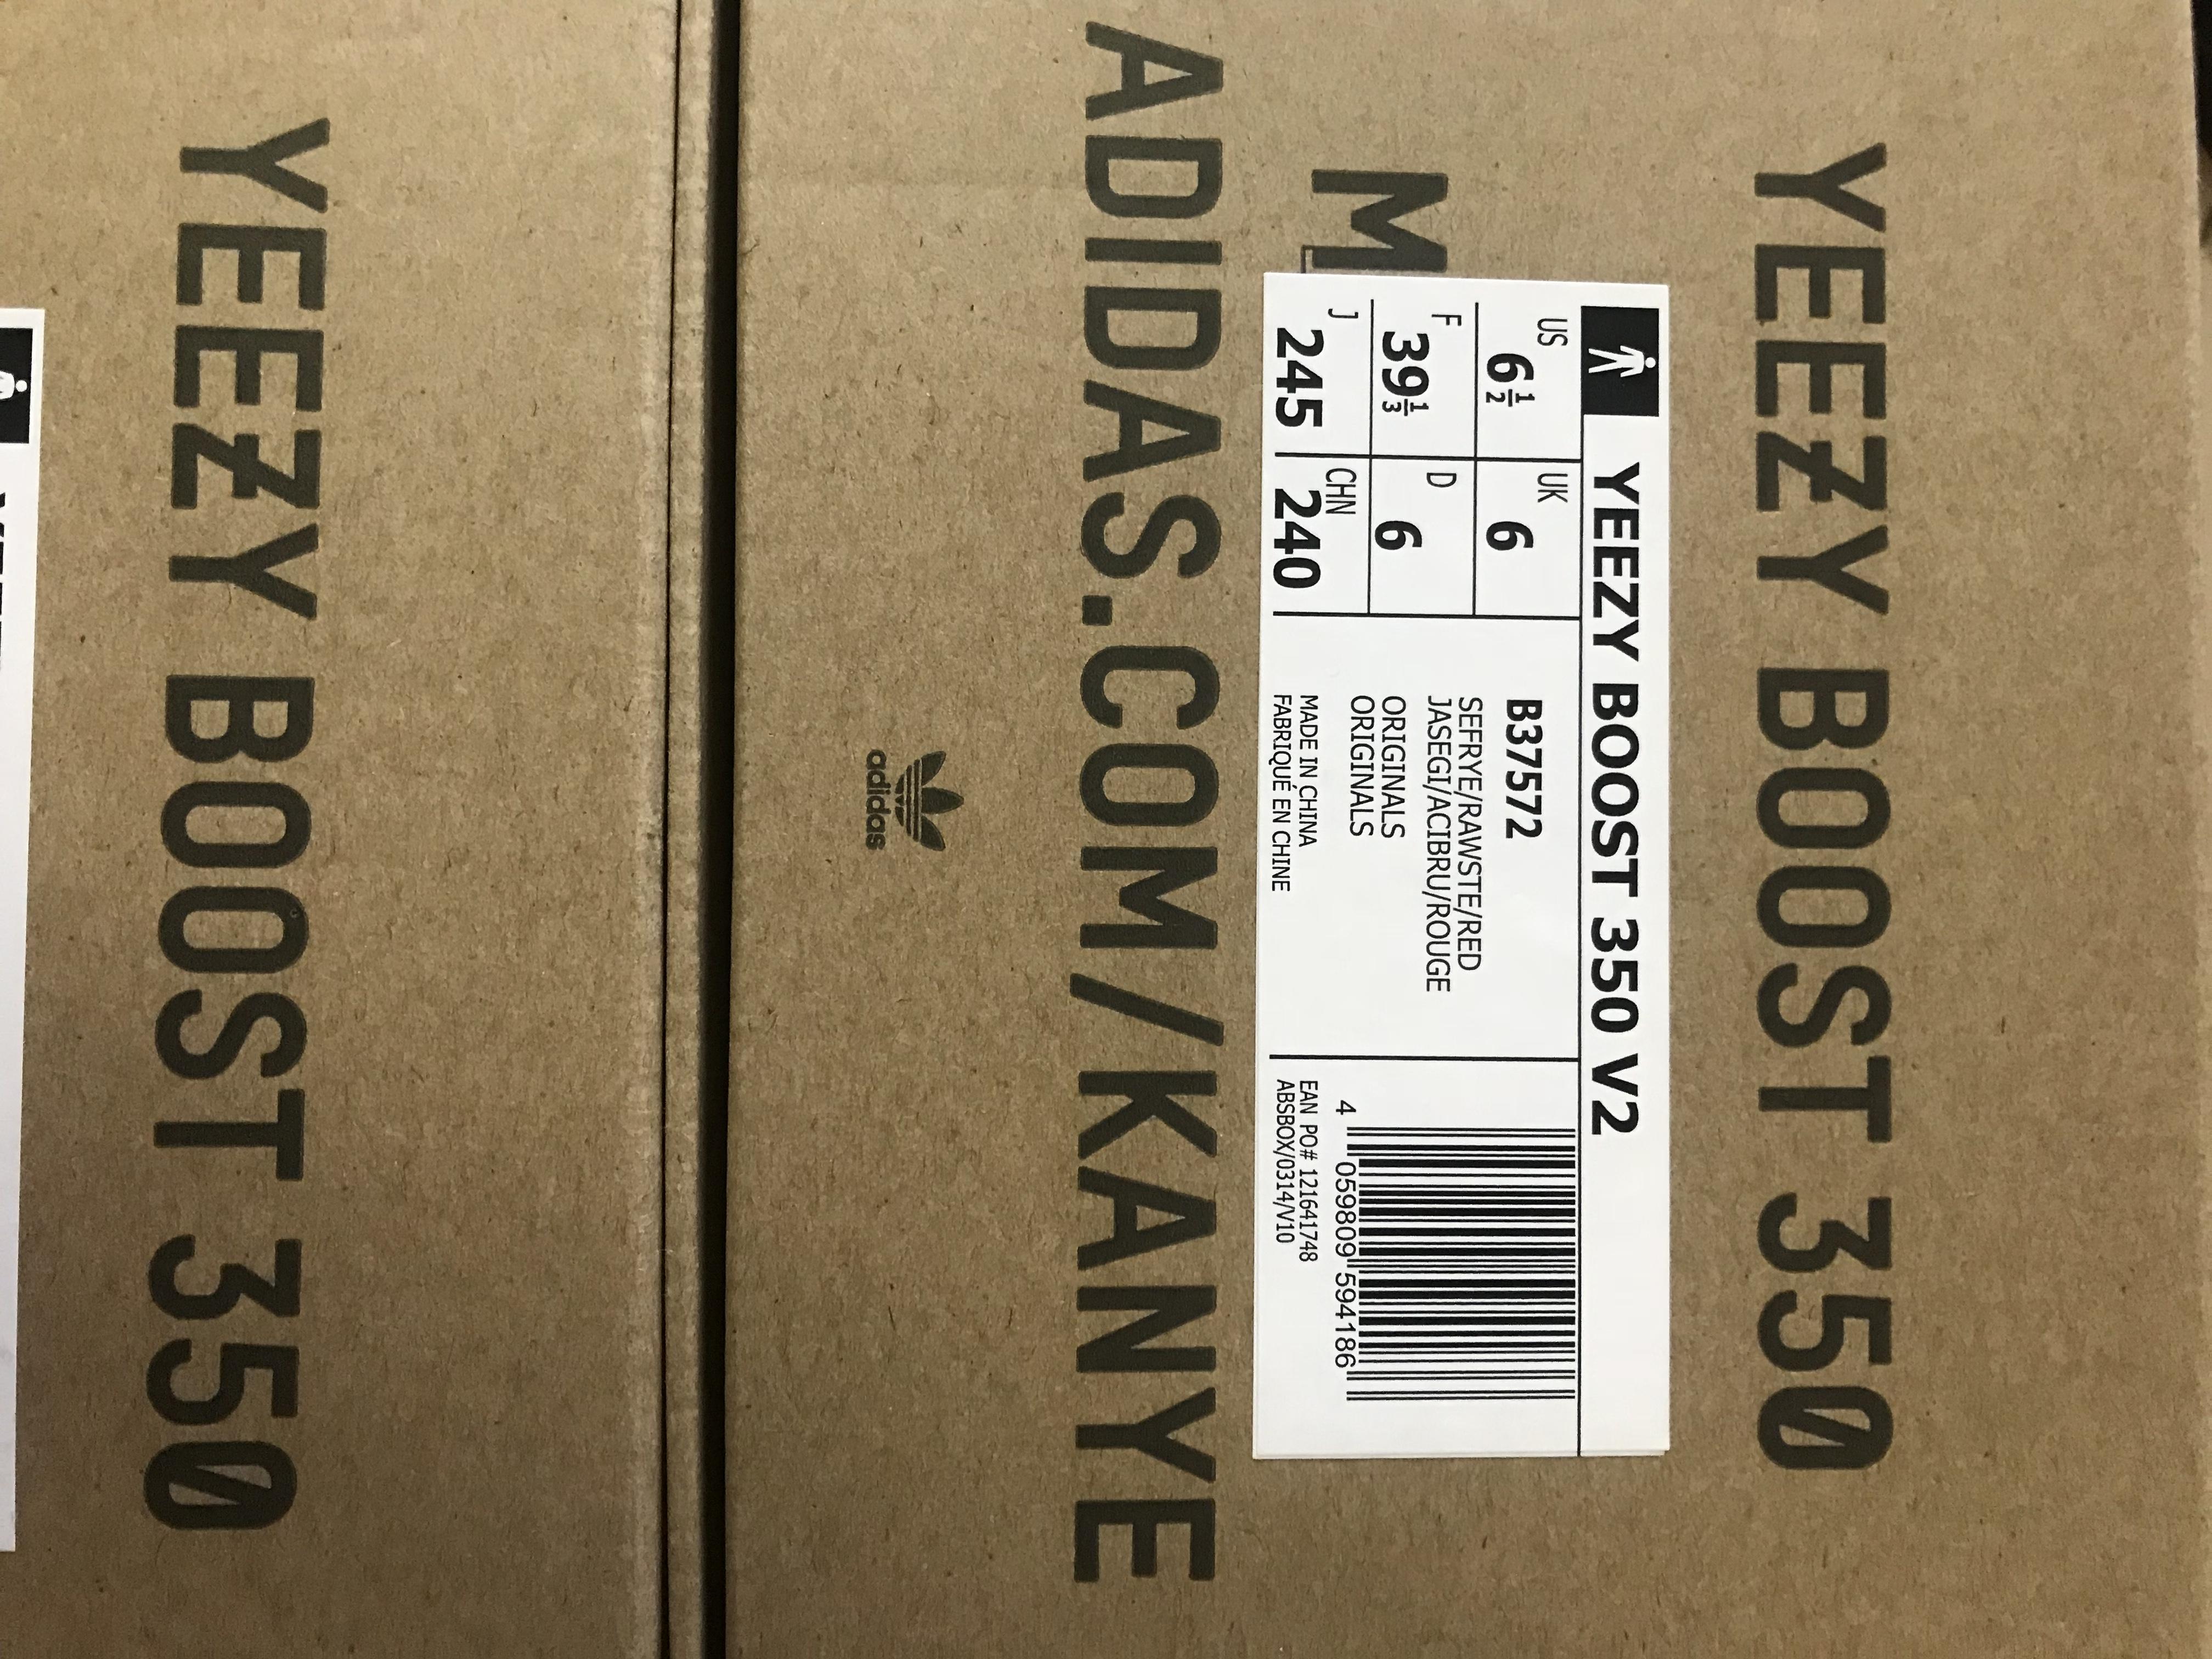 YEEZY BOOST 350
YEEZY BOOST 350 V2
US 6½ UK 6
F 39⅓ D 6
J 245 CHN 240
B37572
SEFRYE/RAWSTE/RED
JASEGI/ACIBRU/ROUGE
ORIGINALS
ORIGINALS
MADE IN CHINA
FABRIQUÉ EN CHINE
4 059809 594186
EAN PO# 121641748
ABSBOX/0314/V10
M
ADIDAS.COM/KANYE
adidas
YEEZY BOOST 350